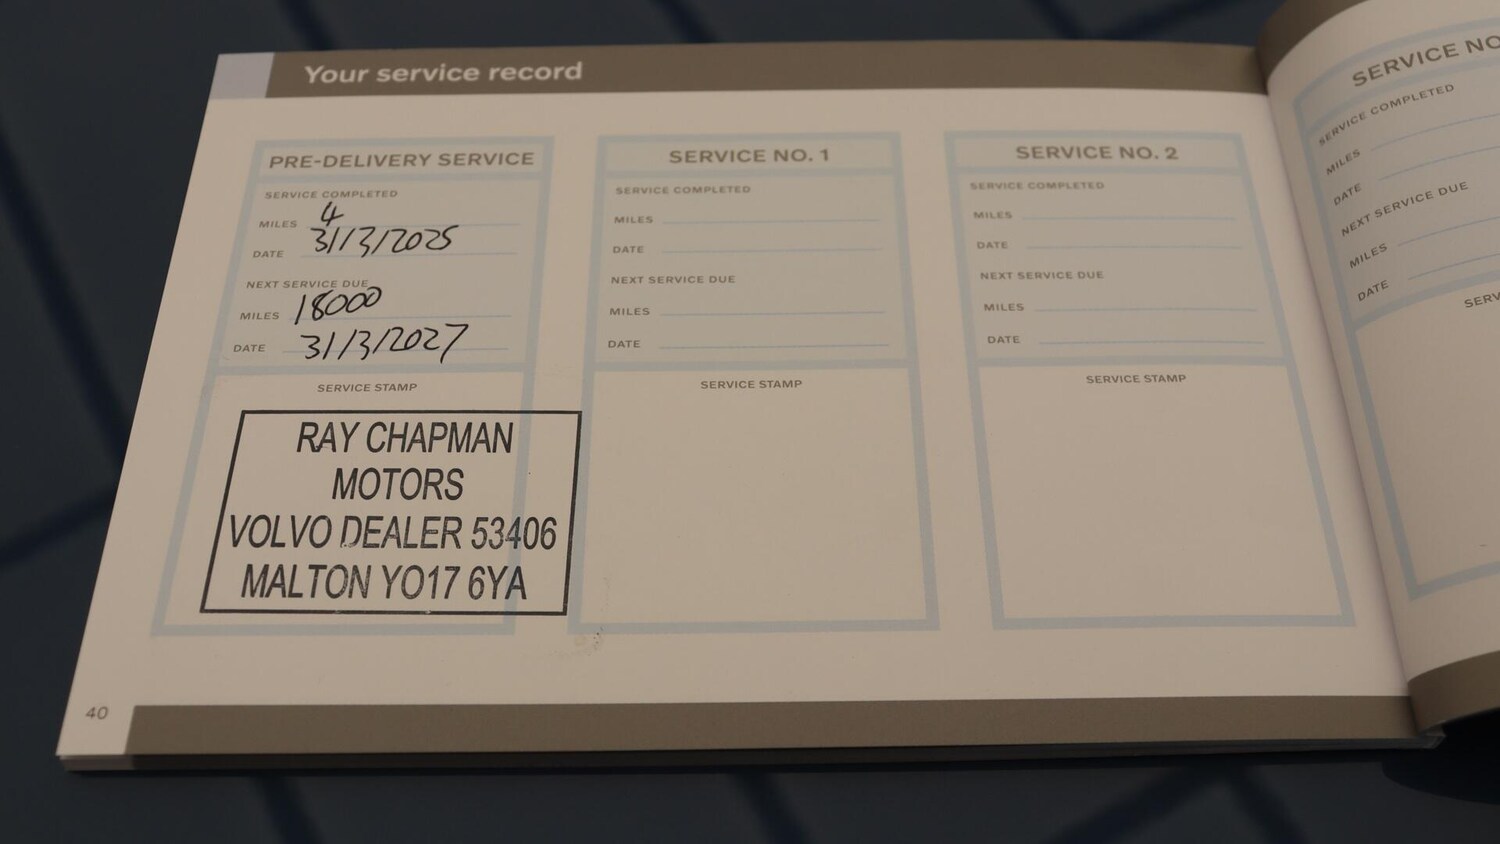 Your service record
PRE-DELIVERY SERVICE
SERVICE COMPLETED
MILES 4
DATE 31/3/2025
NEXT SERVICE DUE
MILES 18000
DATE 31/3/2027
SERVICE STAMP
RAY CHAPMAN
MOTORS
VOLVO DEALER 53406
MALTON YO17 6YA
SERVICE NO. 1
SERVICE COMPLETED
MILES
DATE
NEXT SERVICE DUE
MILES
DATE
SERVICE STAMP
SERVICE NO. 2
SERVICE COMPLETED
MILES
DATE
NEXT SERVICE DUE
MILES
DATE
SERVICE STAMP
40
SERVICE NO
SERVICE COMPLETED
MILES
DATE
NEXT SERVICE DUE
MILES
DATE